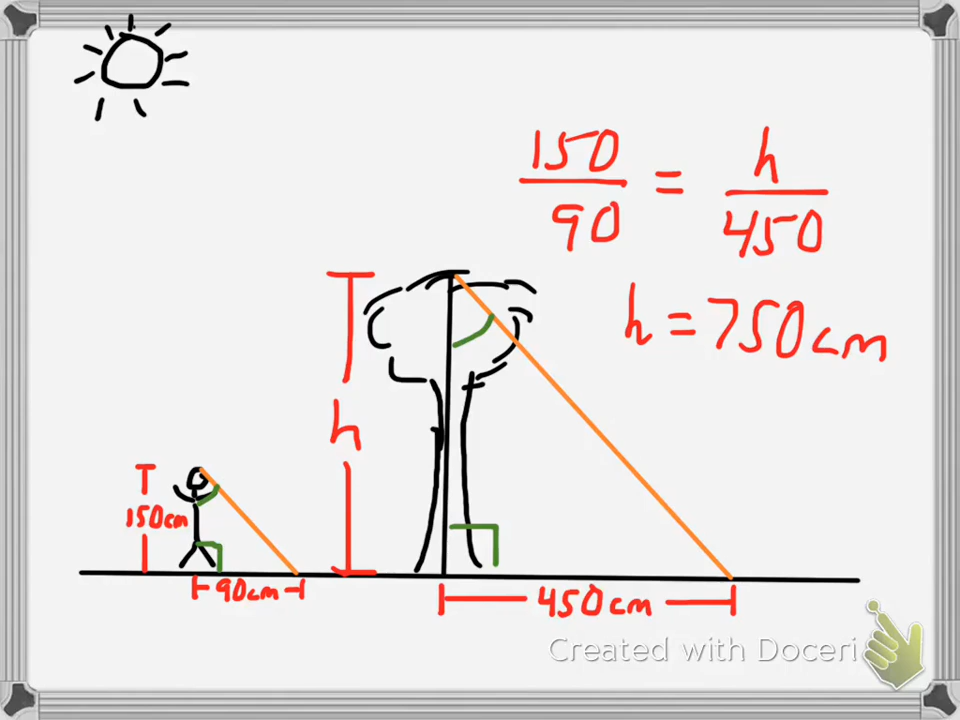 150
90
=
h
450
h = 750cm
h
150cm
90cm
450cm
Created with Doceri